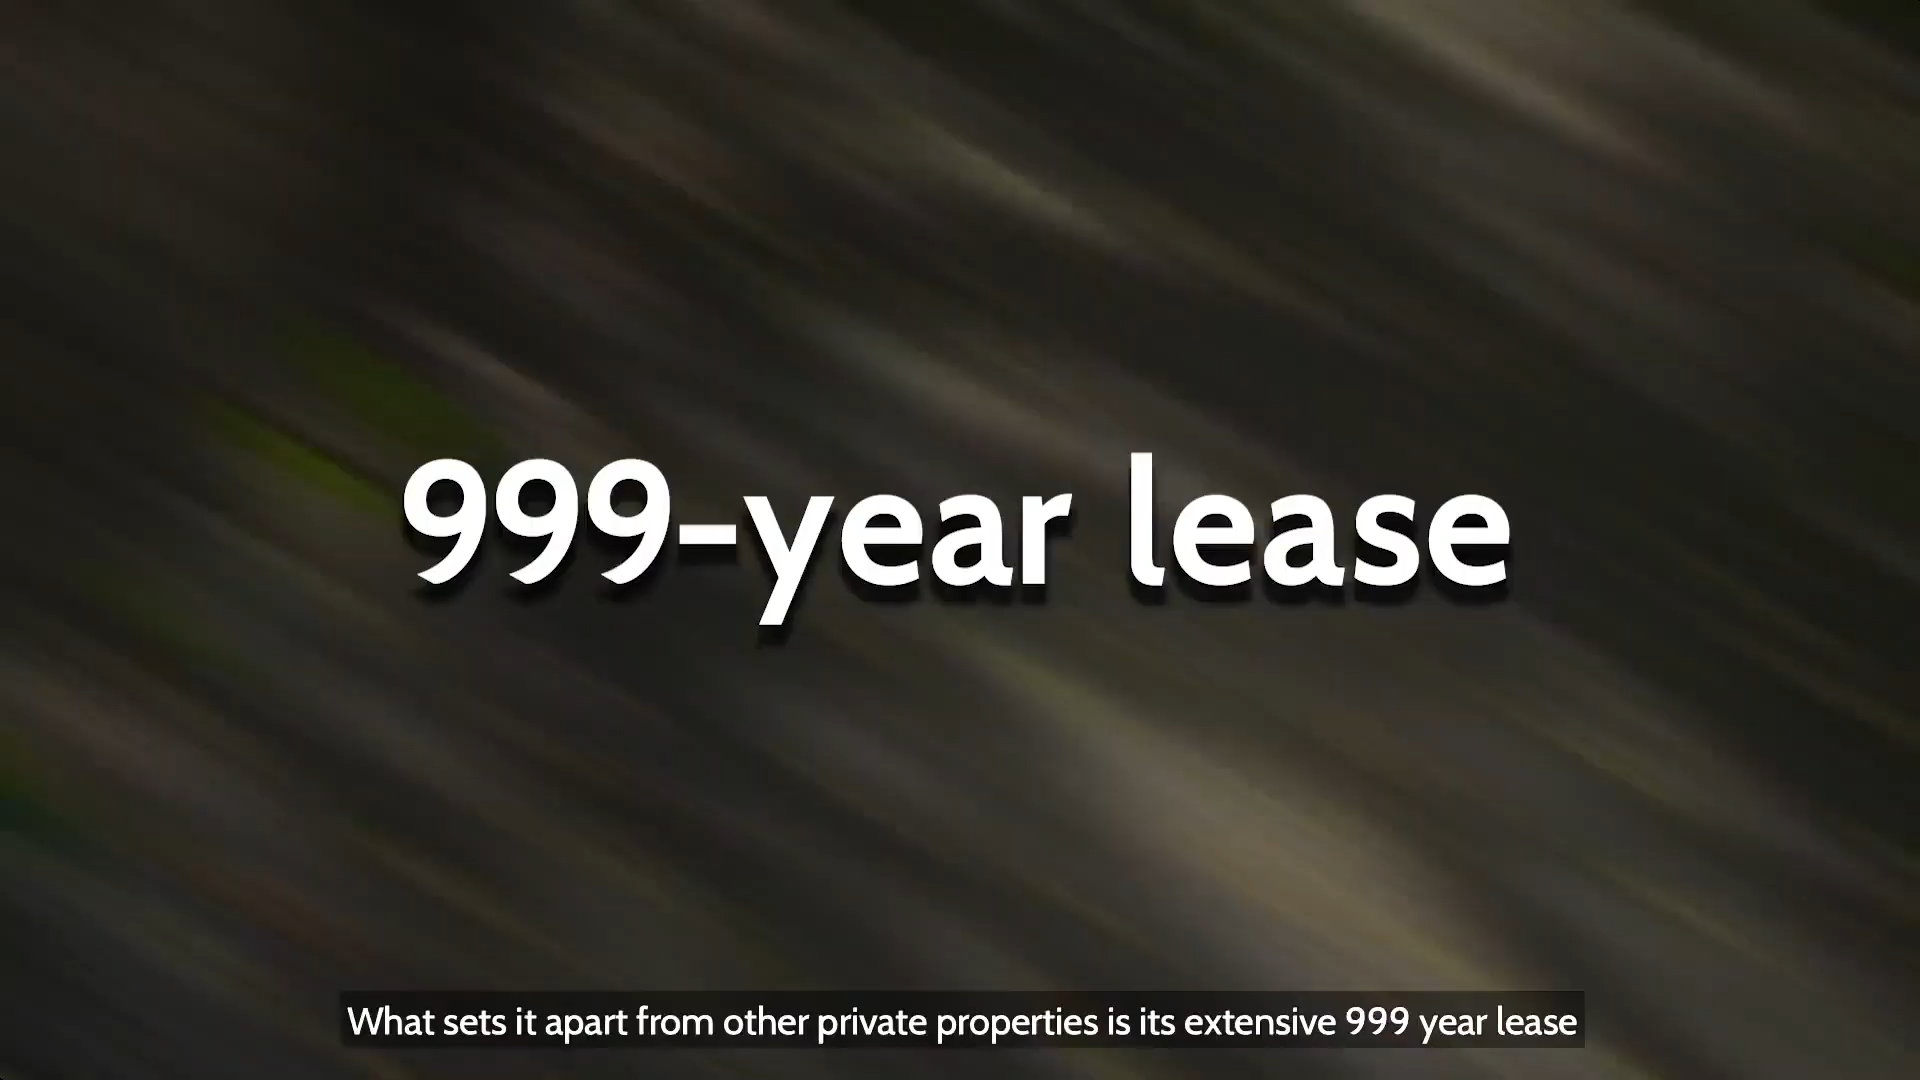 999-year lease
What sets it apart from other private properties is its extensive 999 year lease